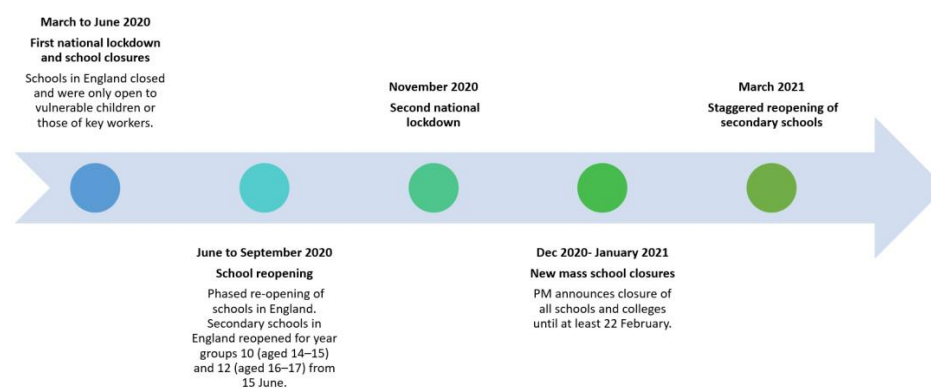 March to June 2020
First national lockdown
and school closures
Schools in England closed
and were only open to
vulnerable children or
those of key workers.
June to September 2020
School reopening
Phased re-opening of
schools in England.
Secondary schools in
England reopened for year
groups 10 (aged 14–15)
and 12 (aged 16–17) from
15 June.
November 2020
Second national
lockdown
Dec 2020- January 2021
New mass school closures
PM announces closure of
all schools and colleges
until at least 22 February.
March 2021
Staggered reopening of
secondary schools